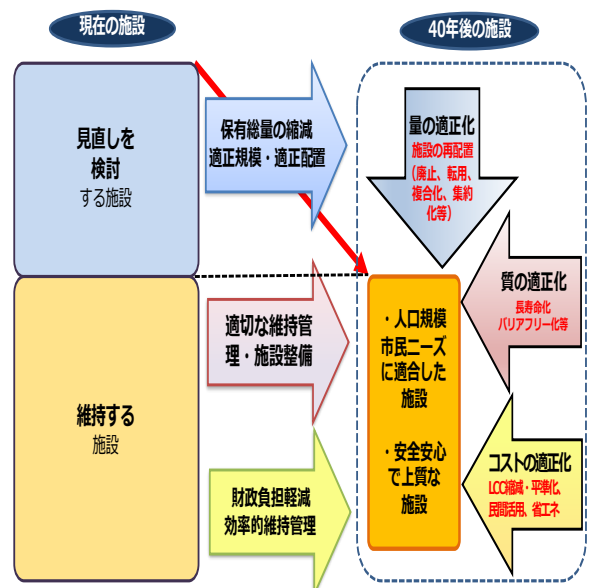 現在の施設
40年後の施設
見直しを
検討
する施設
保有総量の縮減
適正規模・適正配置
量の適正化
施設の再配置
（廃止、転用、
複合化、集約
化等）
質の適正化
長寿命化
バリアフリー化等
適切な維持管
理・施設整備
・人口規模
市民ニーズ
に適合した
施設
・安全安心
で上質な
施設
維持する
施設
財政負担軽減
効率的維持管理
コストの適正化
LCC縮減・平準化、
民間活用、省エネ